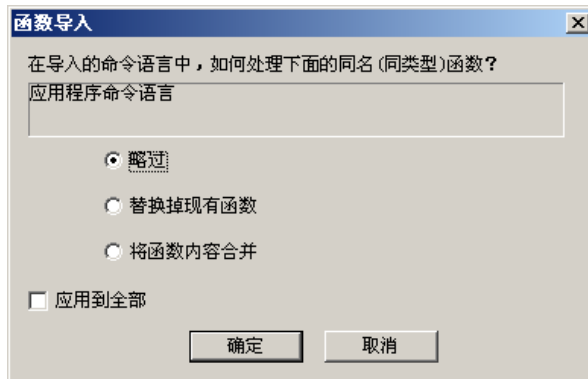 函数导入
在导入的命令语言中，如何处理下面的同名(同类型)函数？
应用程序命令语言
略过
替换掉现有函数
将函数内容合并
应用到全部
确定 取消